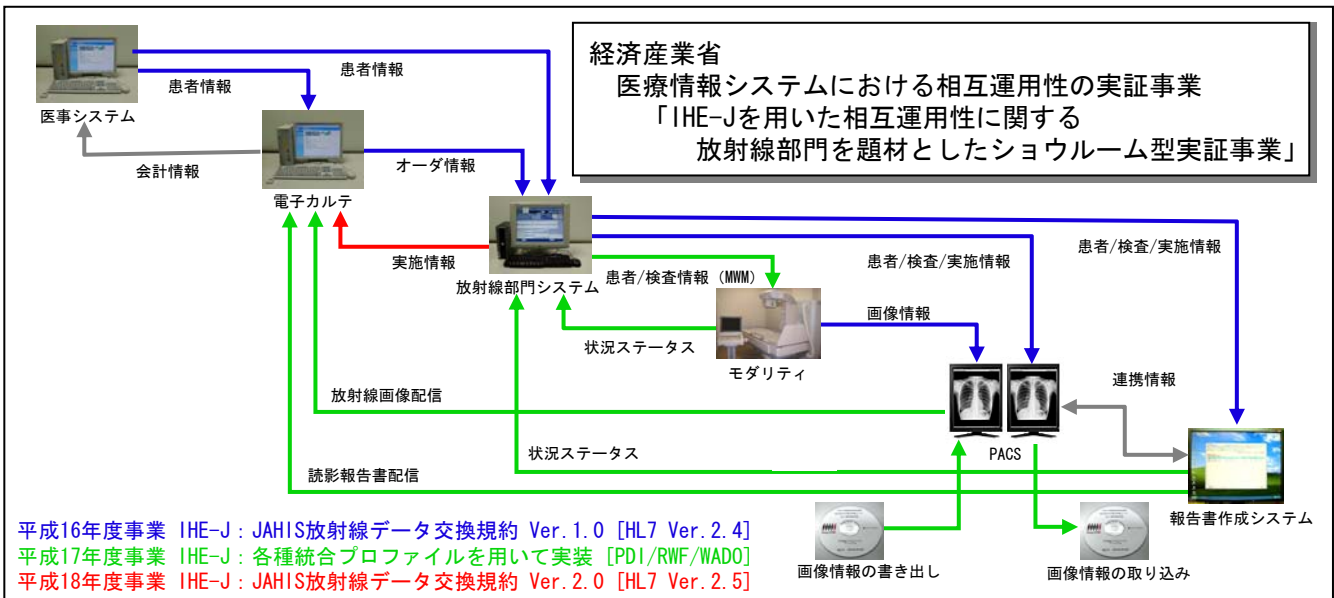 経済産業省
医療情報システムにおける相互運用性の実証事業
「IHE-Jを用いた相互運用性に関する
放射線部門を題材としたショウルーム型実証事業」
患者情報
患者情報
医事システム
会計情報
オーダ情報
電子カルテ
実施情報
放射線部門システム
患者/検査情報（MWM）
患者/検査/実施情報
患者/検査/実施情報
画像情報
状況ステータス
モダリティ
連携情報
放射線画像配信
状況ステータス
PACS
読影報告書配信
報告書作成システム
平成16年度事業 IHE-J：JAHIS放射線データ交換規約 Ver.1.0 [HL7 Ver.2.4]
平成17年度事業 IHE-J：各種統合プロファイルを用いて実装 [PDI/RWF/WADO]
平成18年度事業 IHE-J：JAHIS放射線データ交換規約 Ver.2.0 [HL7 Ver.2.5]
画像情報の書き出し
画像情報の取り込み